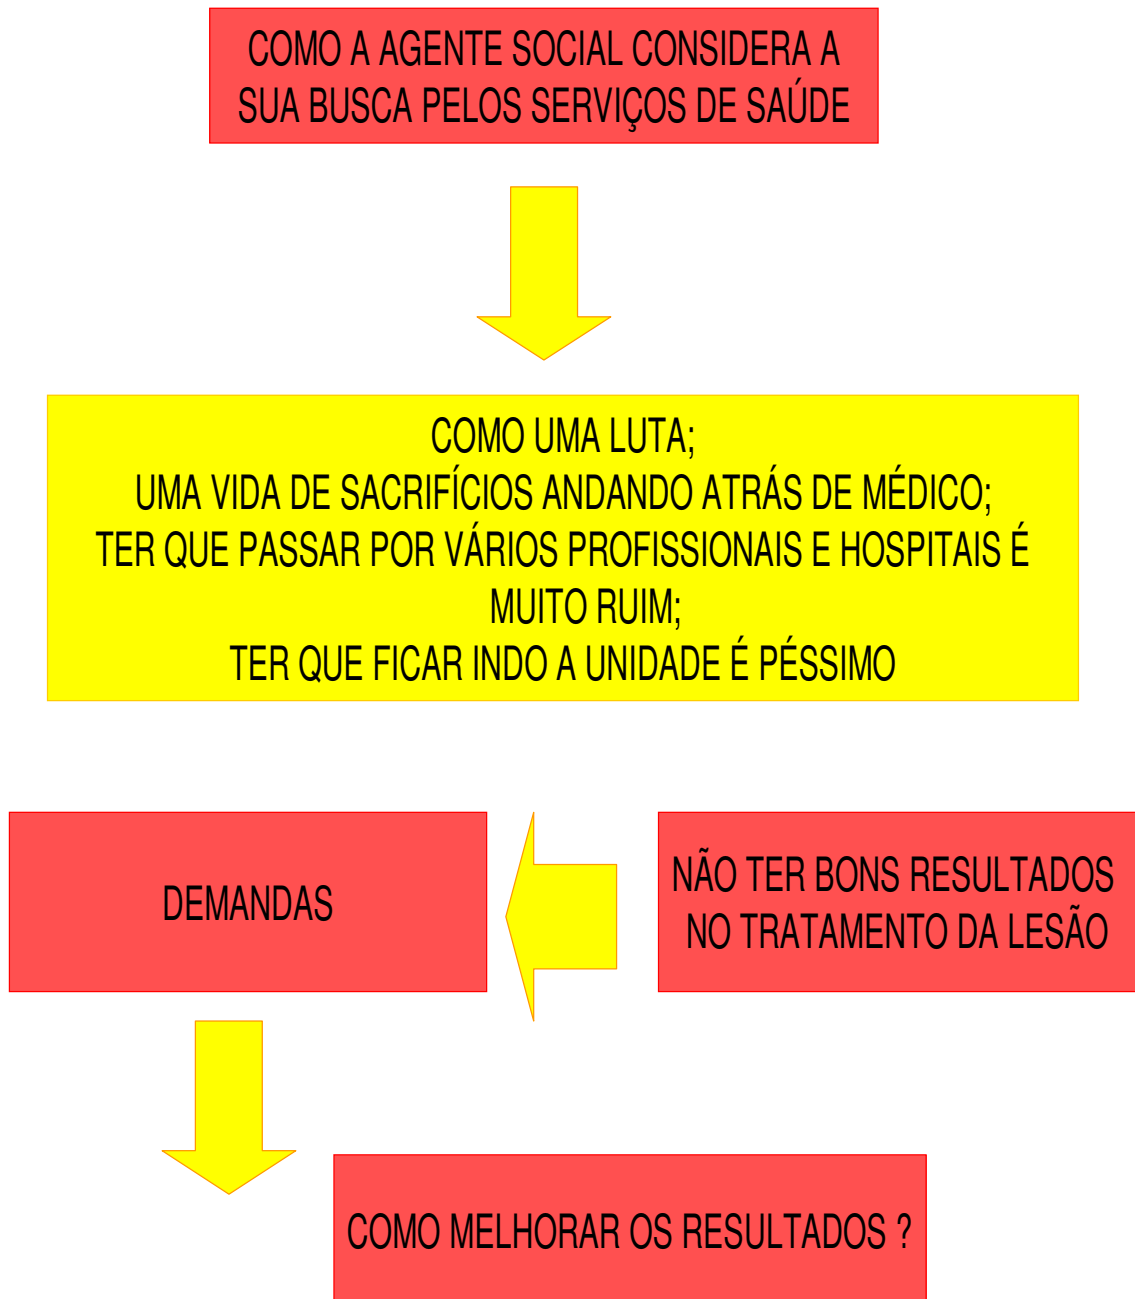 COMO A AGENTE SOCIAL CONSIDERA A
SUA BUSCA PELOS SERVIÇOS DE SAÚDE
COMO UMA LUTA;
UMA VIDA DE SACRIFÍCIOS ANDANDO ATRÁS DE MÉDICO;
TER QUE PASSAR POR VÁRIOS PROFISSIONAIS E HOSPITAIS É
MUITO RUIM;
TER QUE FICAR INDO A UNIDADE É PÉSSIMO
DEMANDAS
NÃO TER BONS RESULTADOS
NO TRATAMENTO DA LESÃO
COMO MELHORAR OS RESULTADOS ?